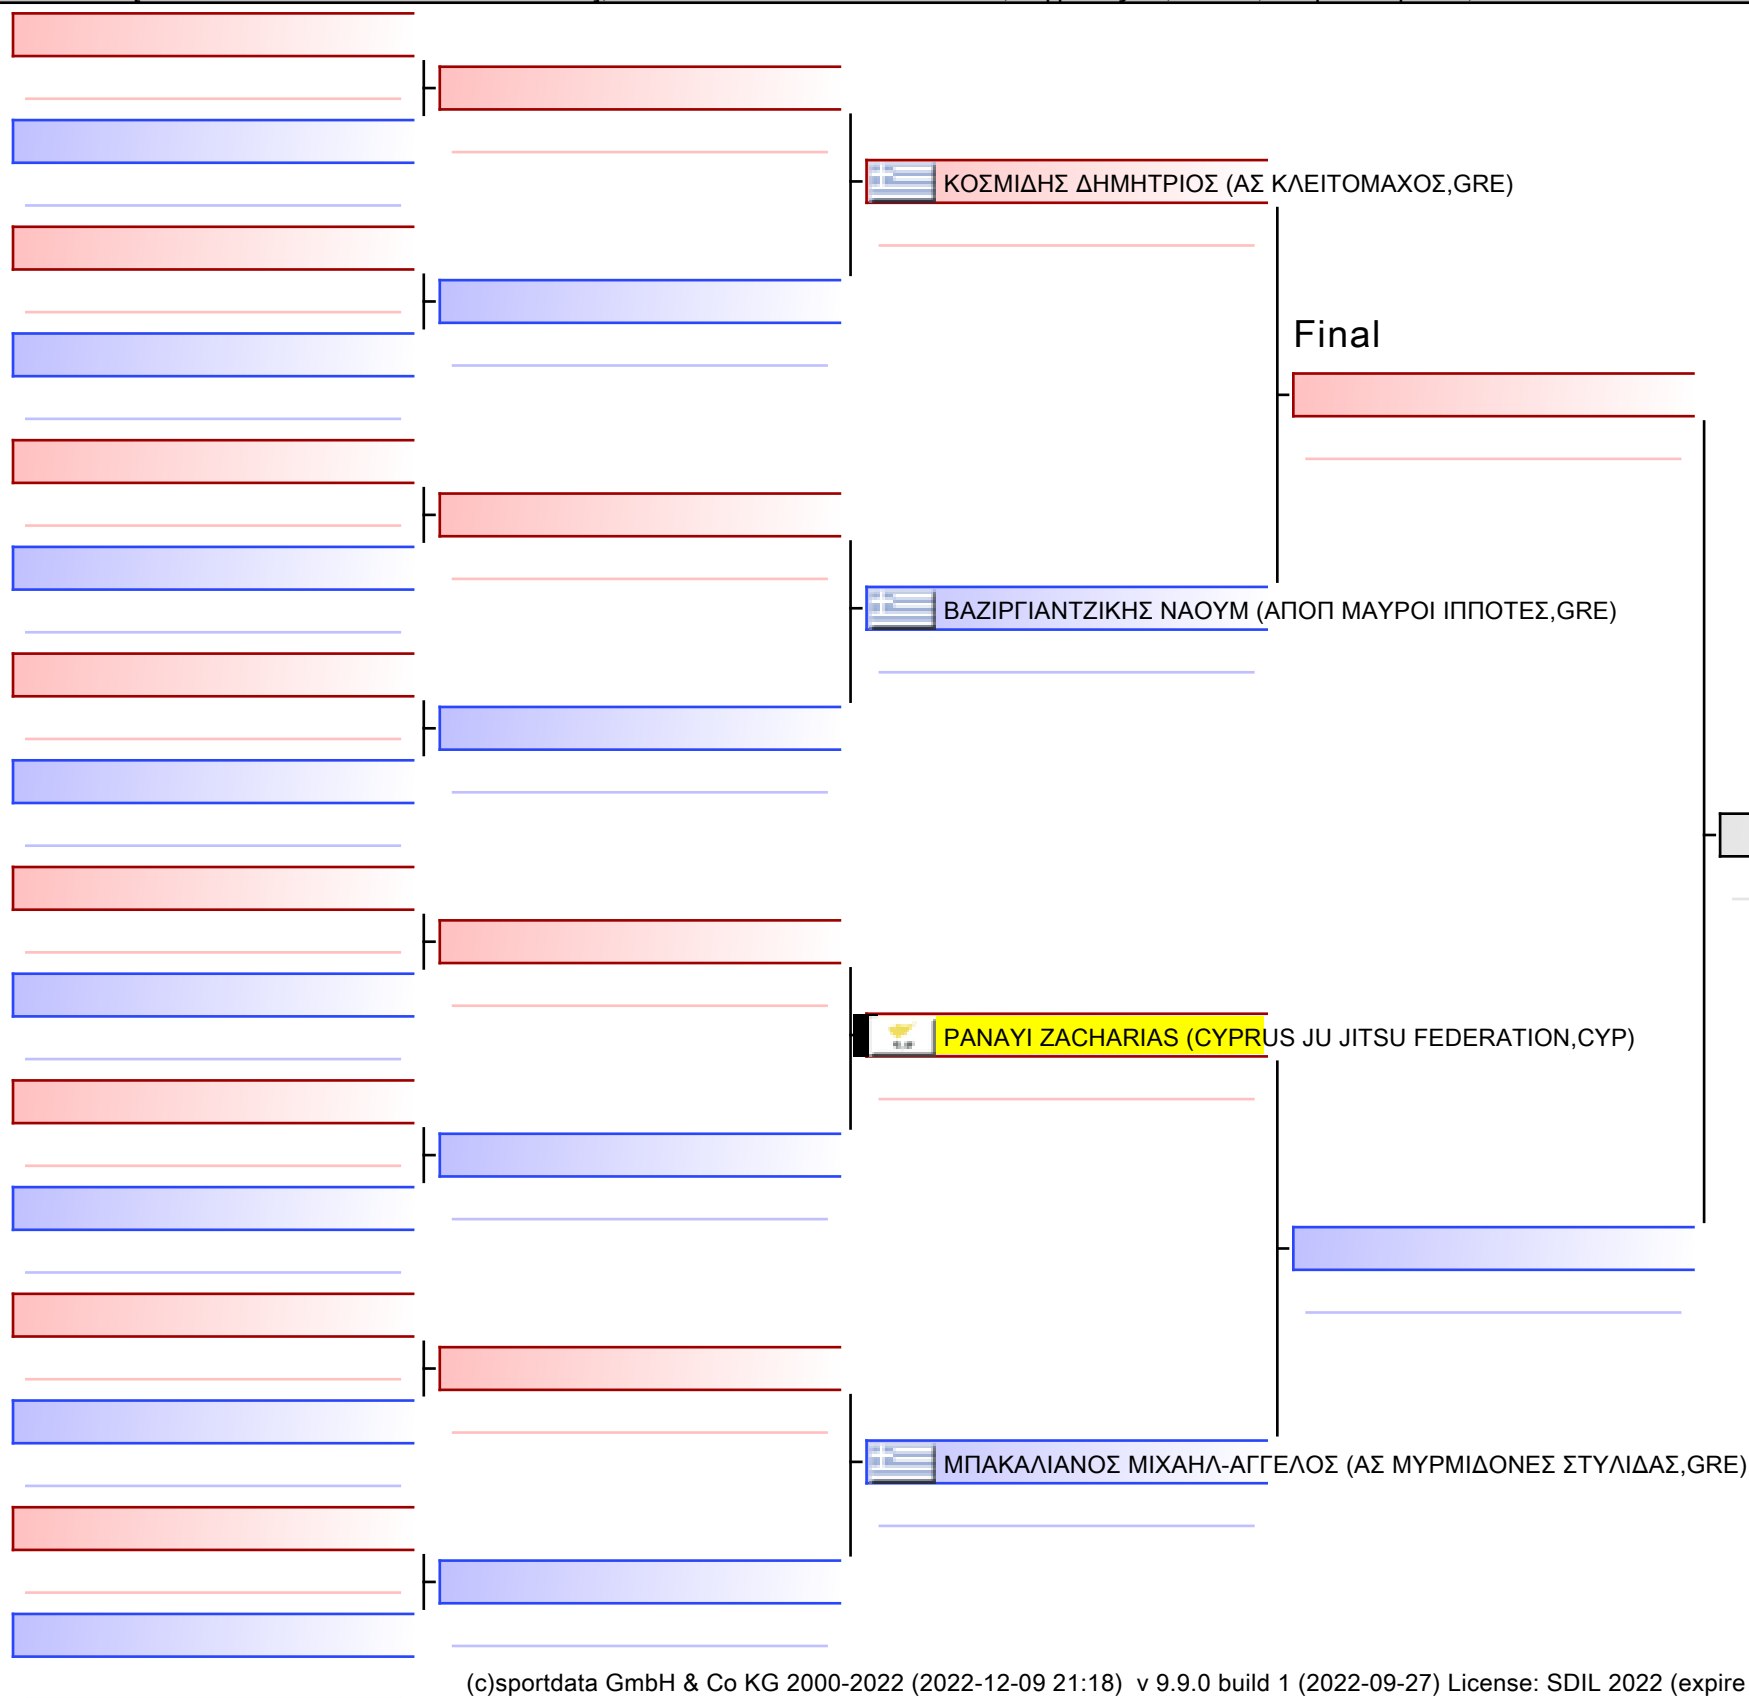 ΚΟΣΜΙΔΗΣ ΔΗΜΗΤΡΙΟΣ (ΑΣ ΚΛΕΙΤΟΜΑΧΟΣ,GRE)
Final
ΒΑΖΙΡΓΙΑΝΤΖΙΚΗΣ ΝΑΟΥΜ (ΑΠΟΠ ΜΑΥΡΟΙ ΙΠΠΟΤΕΣ,GRE)
PANAYI ZACHARIAS (CYPRUS JU JITSU FEDERATION,CYP)
ΜΠΑΚΑΛΙΑΝΟΣ ΜΙΧΑΗΛ-ΑΓΓΕΛΟΣ (ΑΣ ΜΥΡΜΙΔΟΝΕΣ ΣΤΥΛΙΔΑΣ,GRE)
(c)sportdata GmbH & Co KG 2000-2022 (2022-12-09 21:18) v 9.9.0 build 1 (2022-09-27) License: SDIL 2022 (expire